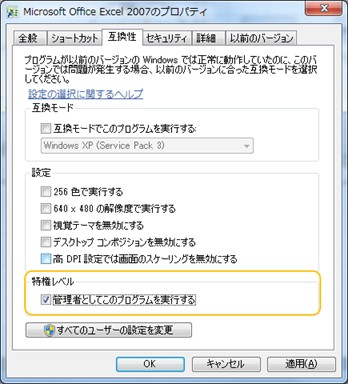 Microsoft Office Excel 2007のプロパティ
全般 ショートカット 互換性 セキュリティ 詳細 以前のバージョン
プログラムが以前のバージョンの Windows では正常に動作していたのに、このバ
ージョンでは問題が発生する場合、以前のバージョンに合った互換モードを選択
してください。
設定の選択に関するヘルプ
互換モード
互換モードでこのプログラムを実行する:
Windows XP (Service Pack 3)
設定
256 色で実行する
640 x 480 の解像度で実行する
視覚テーマを無効にする
デスクトップ コンポジションを無効にする
高 DPI 設定では画面のスケーリングを無効にする
特権レベル
管理者としてこのプログラムを実行する
すべてのユーザーの設定を変更
OK キャンセル 適用(A)